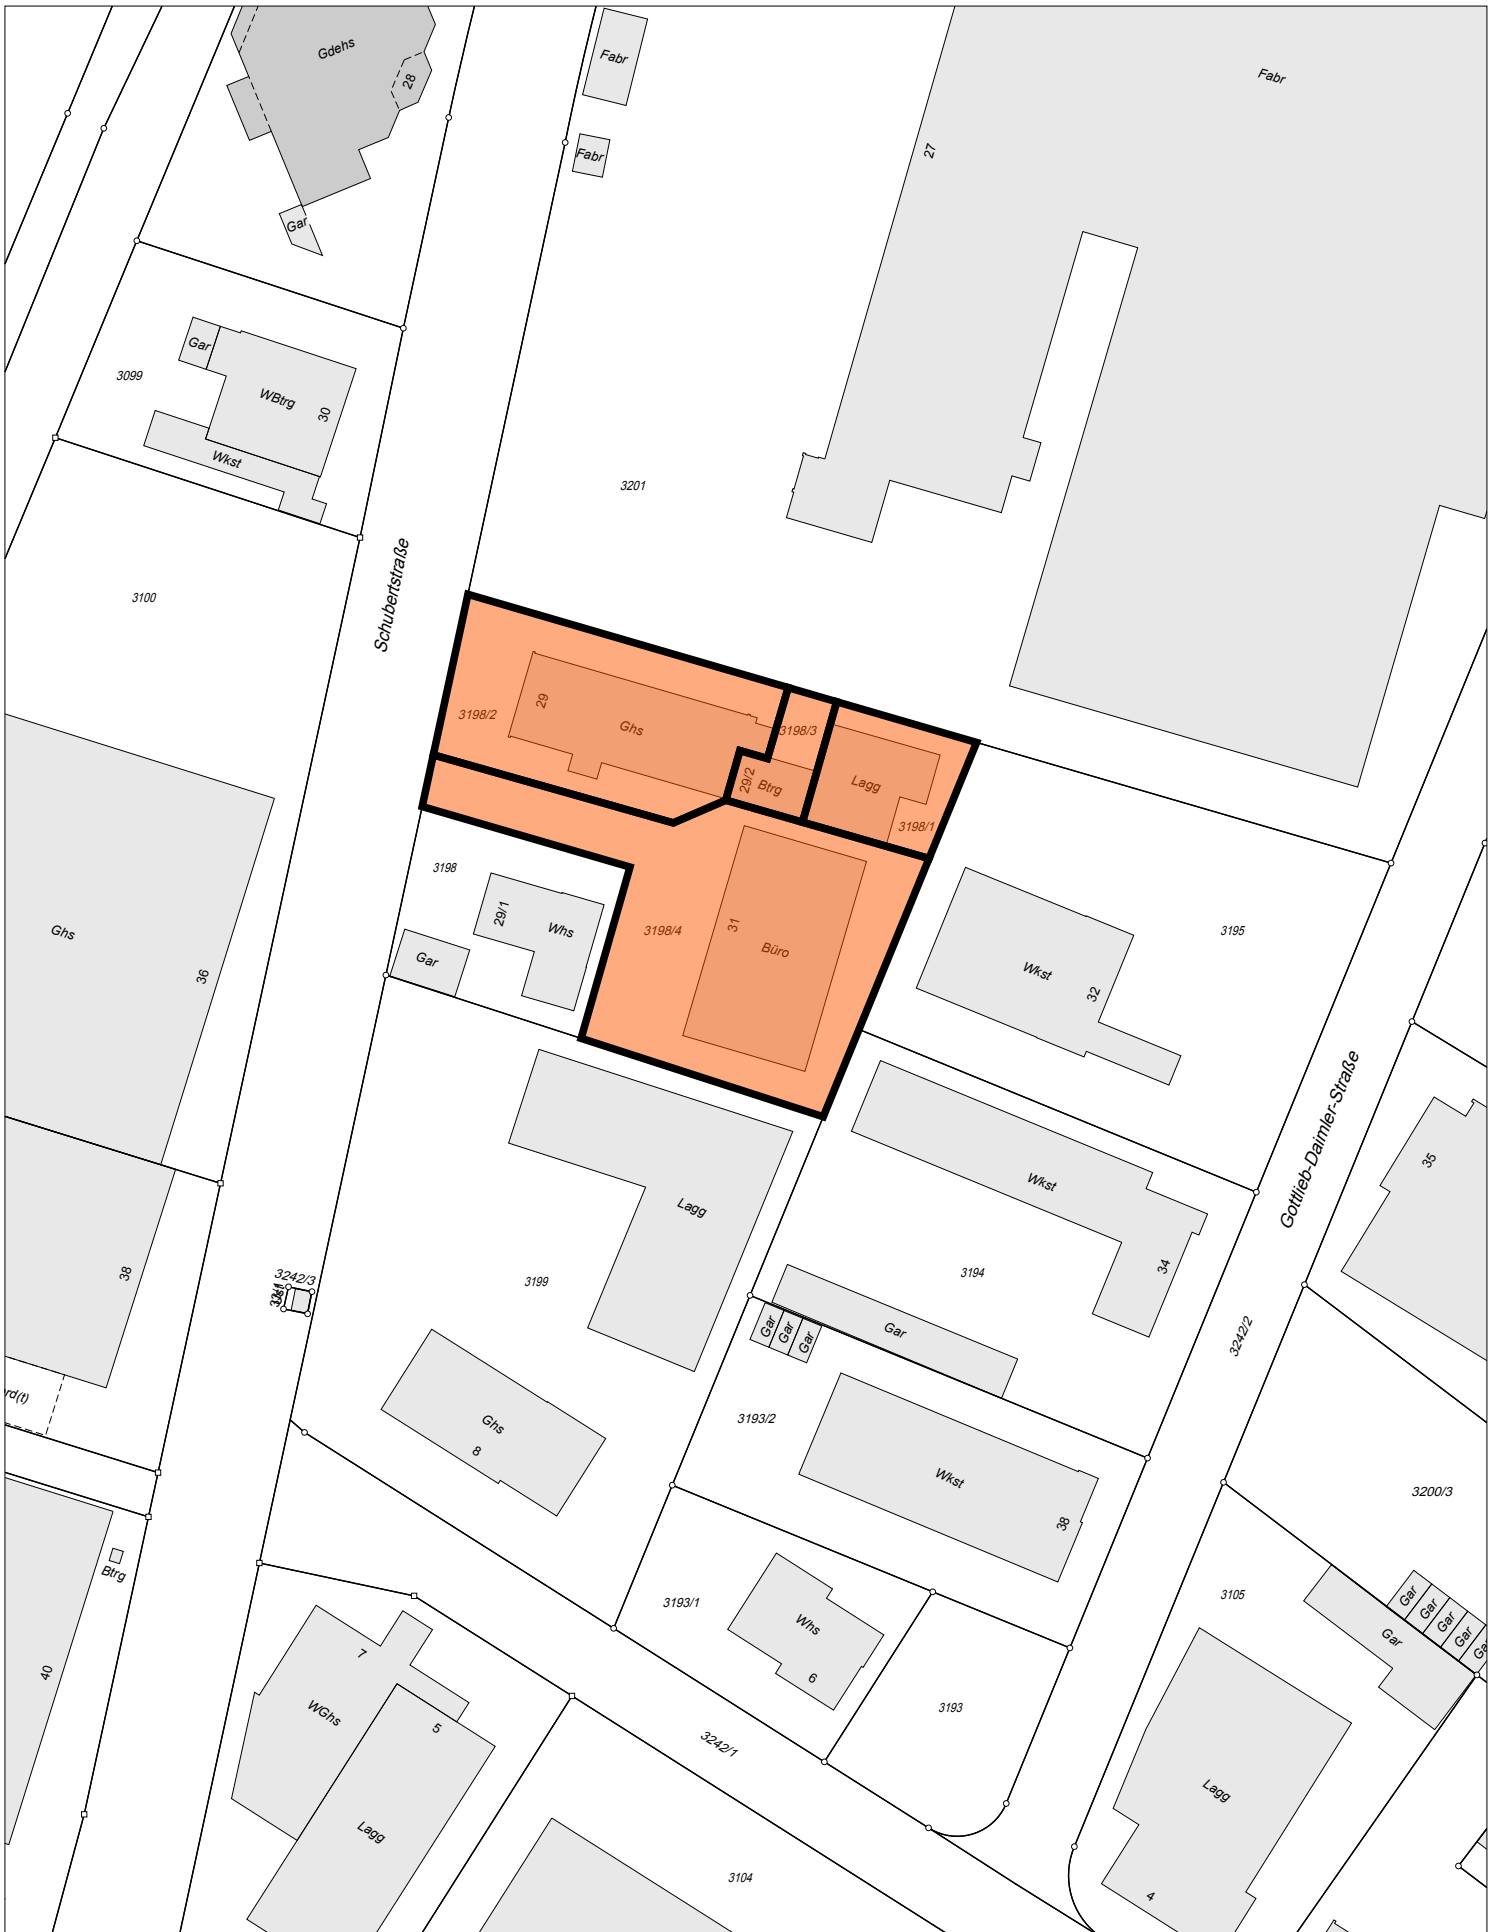 Gdehs
28
Fabr
Fabr
27
Fabr
Gar
Gar
3099
WBtrg
30
Wkst
3201
Schubertstraße
3100
29
3198/2
Ghs
3198/3
29/2
Btrg
Lagg
3198/1
3198
29/1
Whs
Gar
3198/4
31
Büro
3195
Wkst
32
Ghs
36
Gottlieb-Daimler-Straße
35
Wkst
34
Lagg
3194
3199
38
3242/3
Gar
Gar
Gar
Gar
3242/2
rd(t)
Ghs
8
3193/2
Wkst
38
3200/3
Btrg
3193/1
Whs
6
3105
Gar
Gar
Gar
Gar
Gar
Gar
40
7
WGhs
5
3193
3242/1
Lagg
Lagg
3104
4